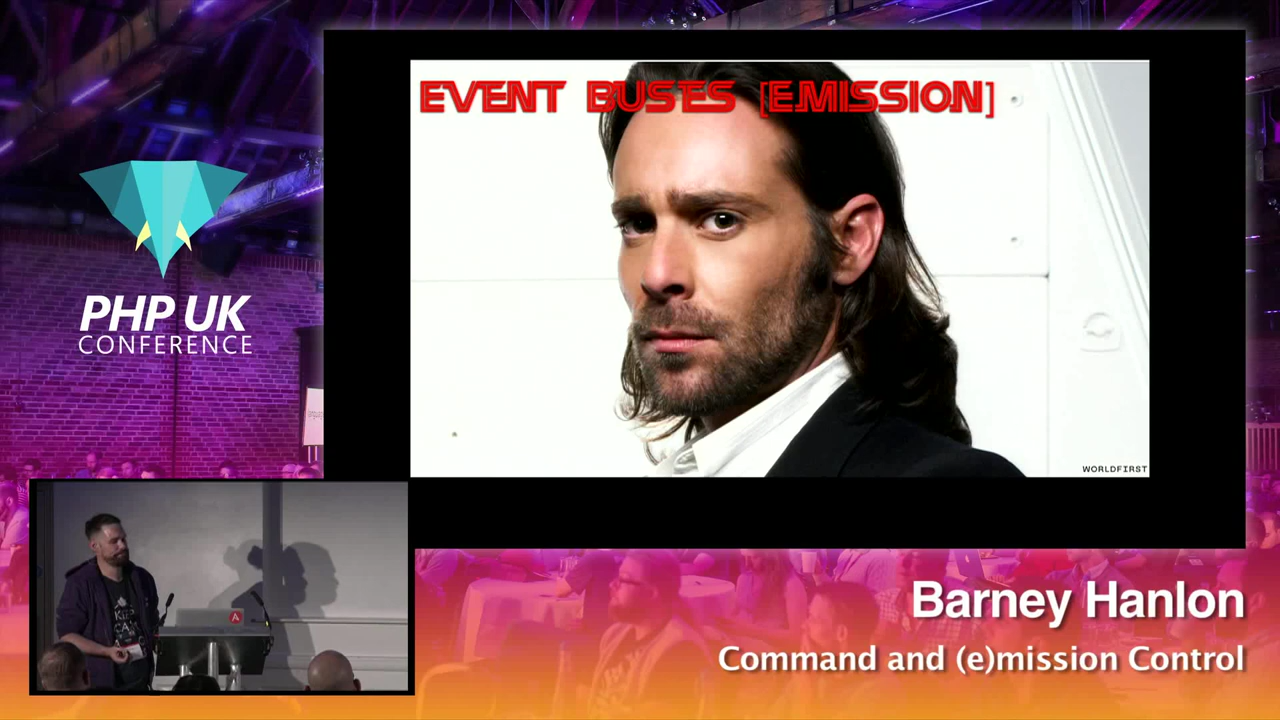 EVENT BUSES [EMISSION]
WORLDFIRST
PHP UK
CONFERENCE
Barney Hanlon
Command and (e)mission Control